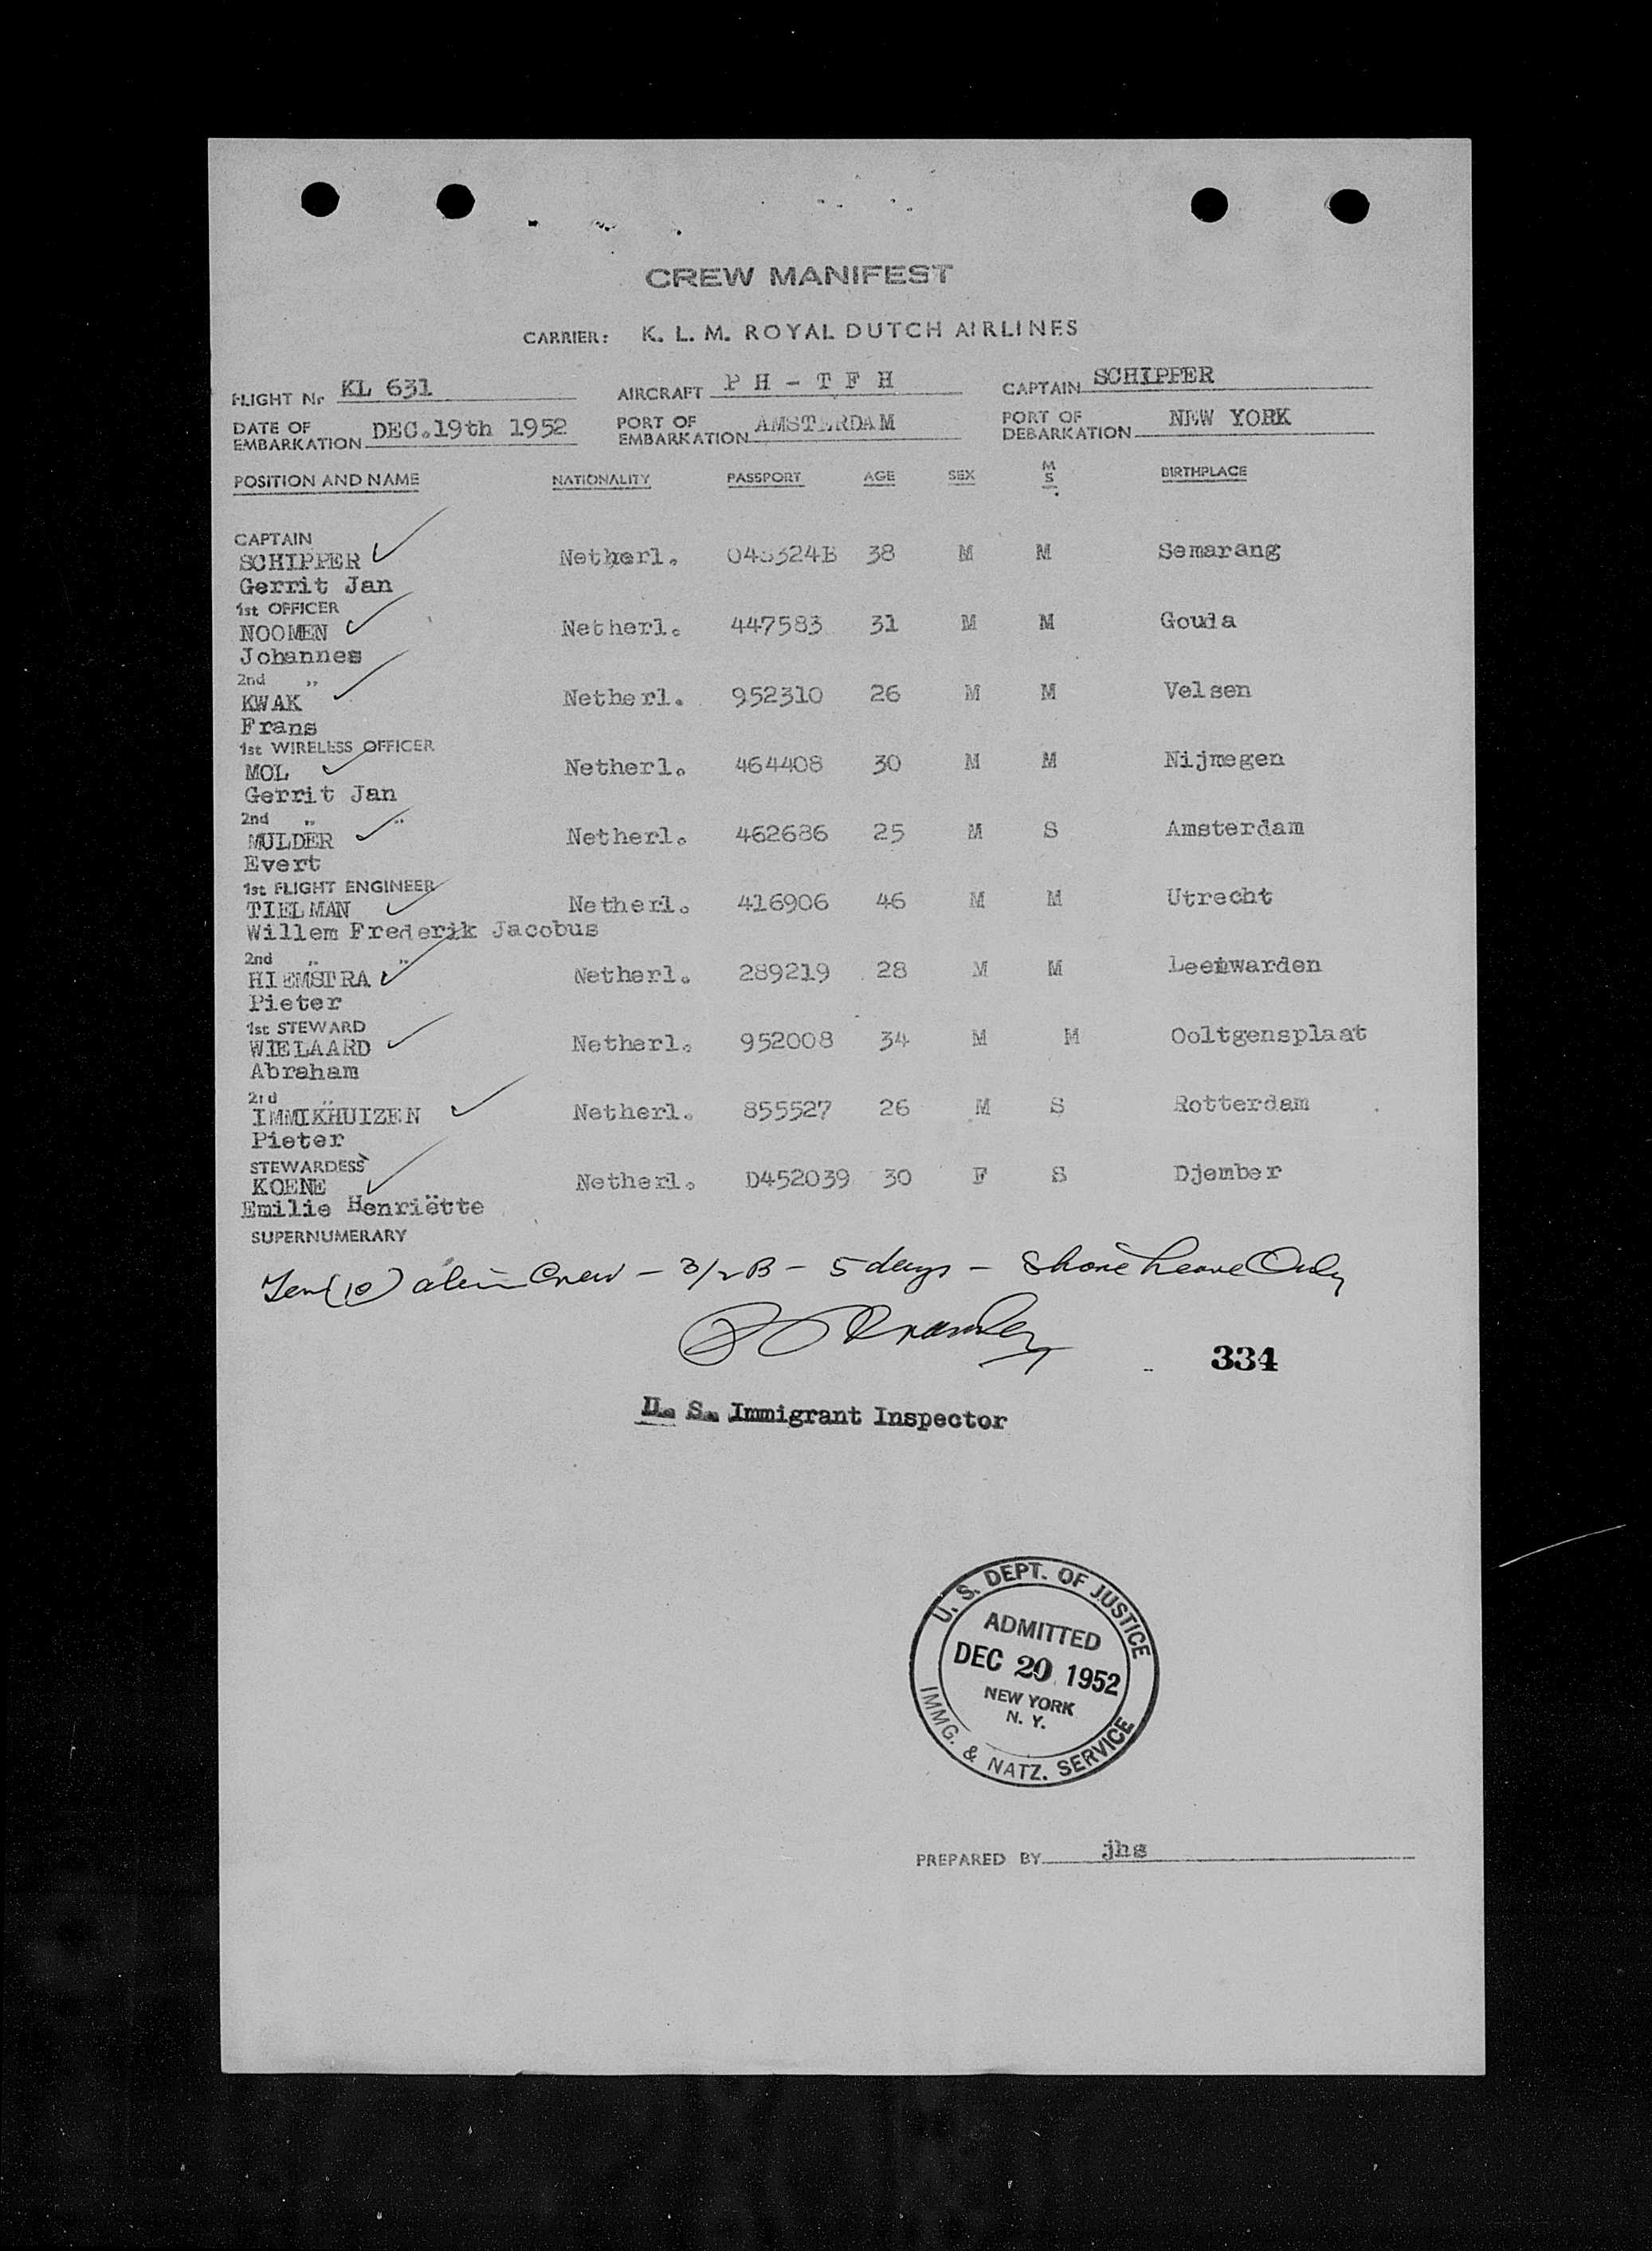 CREW MANIFEST
CARRIER: K. L. M. ROYAL DUTCH AIRLINES
FLIGHT Nr KL 631 AIRCRAFT P H - T F H CAPTAIN SCHIPPER
DATE OF EMBARKATION DEC.19th 1952 PORT OF EMBARKATION AMSTERDAM PORT OF DEBARKATION NEW YORK
POSITION AND NAME NATIONALITY PASSPORT AGE SEX M S. BIRTHPLACE
CAPTAIN
SCHIPPER Netherl. 38 M M Semarang
Gerrit Jan
1st OFFICER
NOOMEN Netherl. 447583 31 M M Gouda
Johannes
2nd "
KWAK Netherl. 952310 26 M M Velsen
Frans
1st WIRELESS OFFICER
MOL Netherl. 464408 30 M M Nijmegen
Gerrit Jan
2nd " "
MULDER Netherl. 462686 25 M S Amsterdam
Evert
1st FLIGHT ENGINEER
TIELMAN Netherl. 416906 46 M M Utrecht
Willem Frederik Jacobus
2nd " "
HIEMSTRA Netherl. 289219 28 M M Leeuwarden
Pieter
1st STEWARD
WIELAARD Netherl. 952008 34 M M Ooltgensplaat
Abraham
2nd "
IMMIKHUIZEN Netherl. 855527 26 M S Rotterdam
Pieter
STEWARDESS
KOENE Netherl. D452039 30 F S Djember
Emilie Henriëtte
SUPERNUMERARY
Ten (10) alien Crew - 3/2B - 5 days - Shore Leave Only
334
U. S. Immigrant Inspector
U. S. DEPT. OF JUSTICE
ADMITTED
DEC 20 1952
NEW YORK
N. Y.
IMMG. & NATZ. SERVICE
PREPARED BY jhs